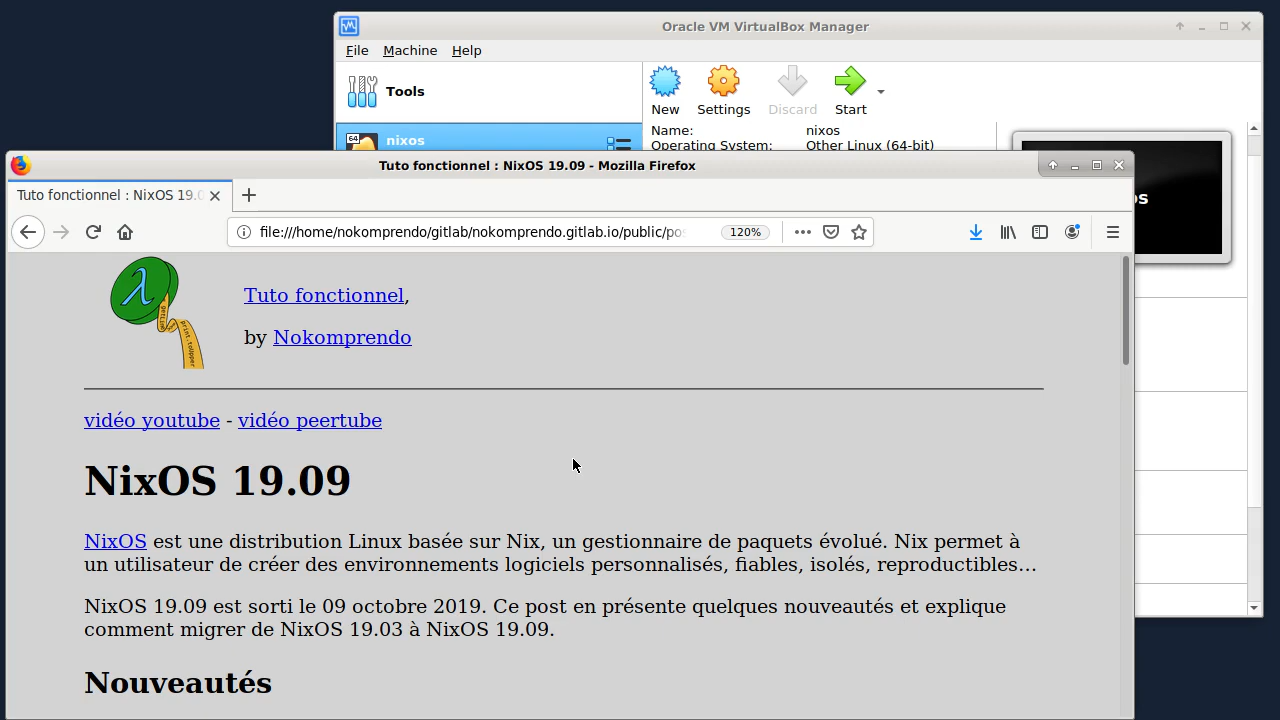 Oracle VM VirtualBox Manager
File Machine Help
Tools
New Settings Discard Start
64 nixos
Name: nixos
Operating System: Other Linux (64-bit)
Tuto fonctionnel : NixOS 19.09 - Mozilla Firefox
Tuto fonctionnel : NixOS 19.0
file:///home/nokomprendo/gitlab/nokomprendo.gitlab.io/public/po 120%
Tuto fonctionnel,
by Nokomprendo
vidéo youtube - vidéo peertube
NixOS 19.09
NixOS est une distribution Linux basée sur Nix, un gestionnaire de paquets évolué. Nix permet à
un utilisateur de créer des environnements logiciels personnalisés, fiables, isolés, reproductibles…
NixOS 19.09 est sorti le 09 octobre 2019. Ce post en présente quelques nouveautés et explique
comment migrer de NixOS 19.03 à NixOS 19.09.
Nouveautés